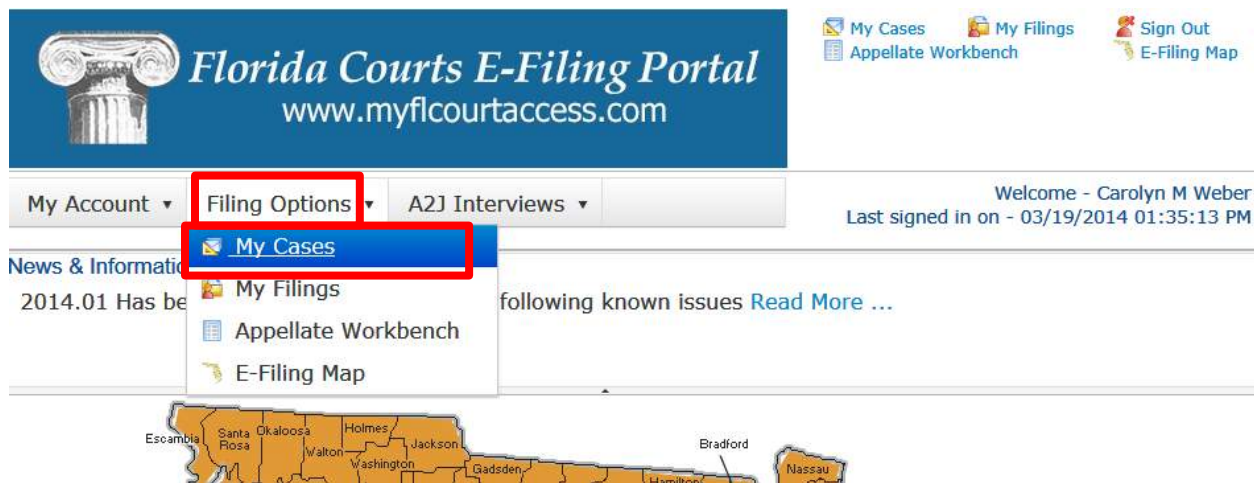 Florida Courts E-Filing Portal
www.myflcourtaccess.com
My Cases My Filings Sign Out
Appellate Workbench E-Filing Map
My Account Filing Options A2J Interviews
Welcome - Carolyn M Weber
Last signed in on - 03/19/2014 01:35:13 PM
My Cases
News & Informatio
My Filings
2014.01 Has be following known issues Read More ...
Appellate Workbench
E-Filing Map
Escambia
Santa Rosa
Okaloosa
Holmes
Walton
Washington
Jackson
Gadsden
Hamilton
Bradford
Nassau